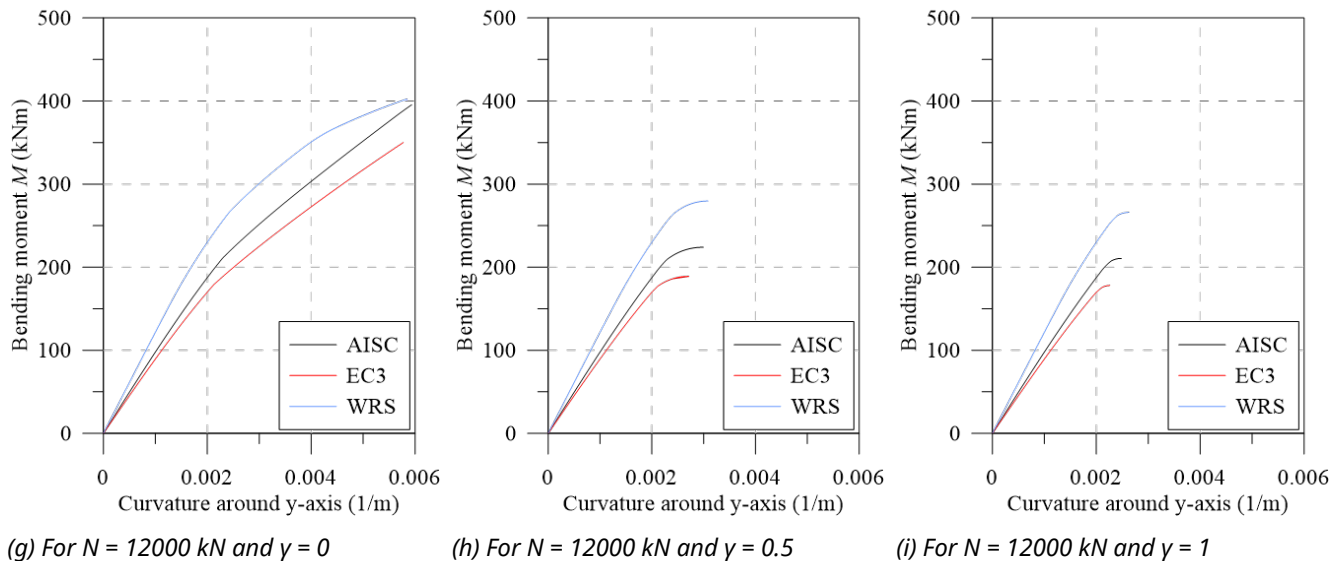 500
400
300
200
100
0
Bending moment M (kNm)
AISC
EC3
WRS
0 0.002 0.004 0.006
Curvature around y-axis (1/m)
(g) For N = 12000 kN and γ = 0
500
400
300
200
100
0
Bending moment M (kNm)
AISC
EC3
WRS
0 0.002 0.004 0.006
Curvature around y-axis (1/m)
(h) For N = 12000 kN and γ = 0.5
500
400
300
200
100
0
Bending moment M (kNm)
AISC
EC3
WRS
0 0.002 0.004 0.006
Curvature around y-axis (1/m)
(i) For N = 12000 kN and γ = 1